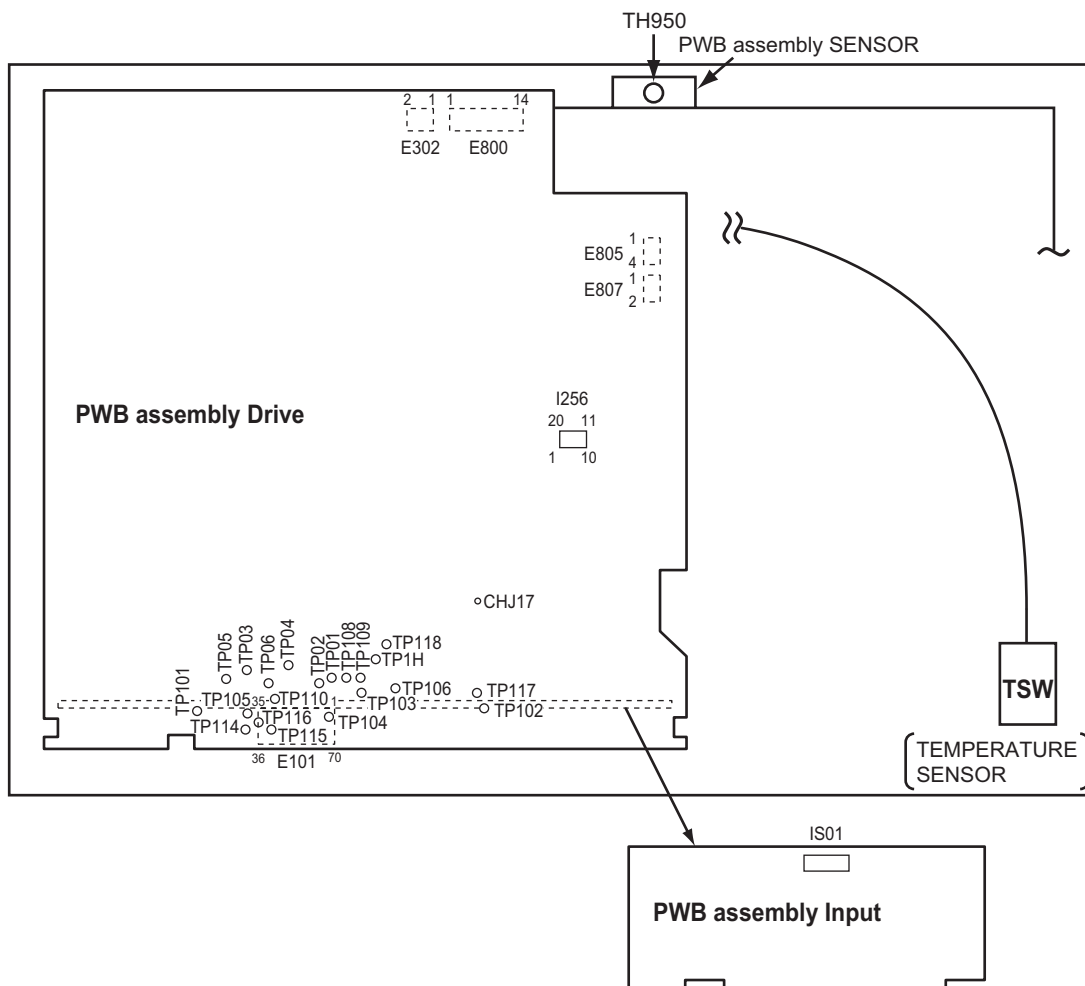 TH950
PWB assembly SENSOR
2 1 1 14
E302 E800
1
E805
4
1
E807
2
I256
20 11
1 10
PWB assembly Drive
CHJ17
TP118
TP1H
TP05
TP03
TP06
TP04
TP02
TP01
TP108
TP109
TP101
TP105
35
TP110
1
TP103
TP106
TP117
TP102
TP114
TP116
TP115
TP104
36 E101 70
TSW
TEMPERATURE
SENSOR
IS01
PWB assembly Input